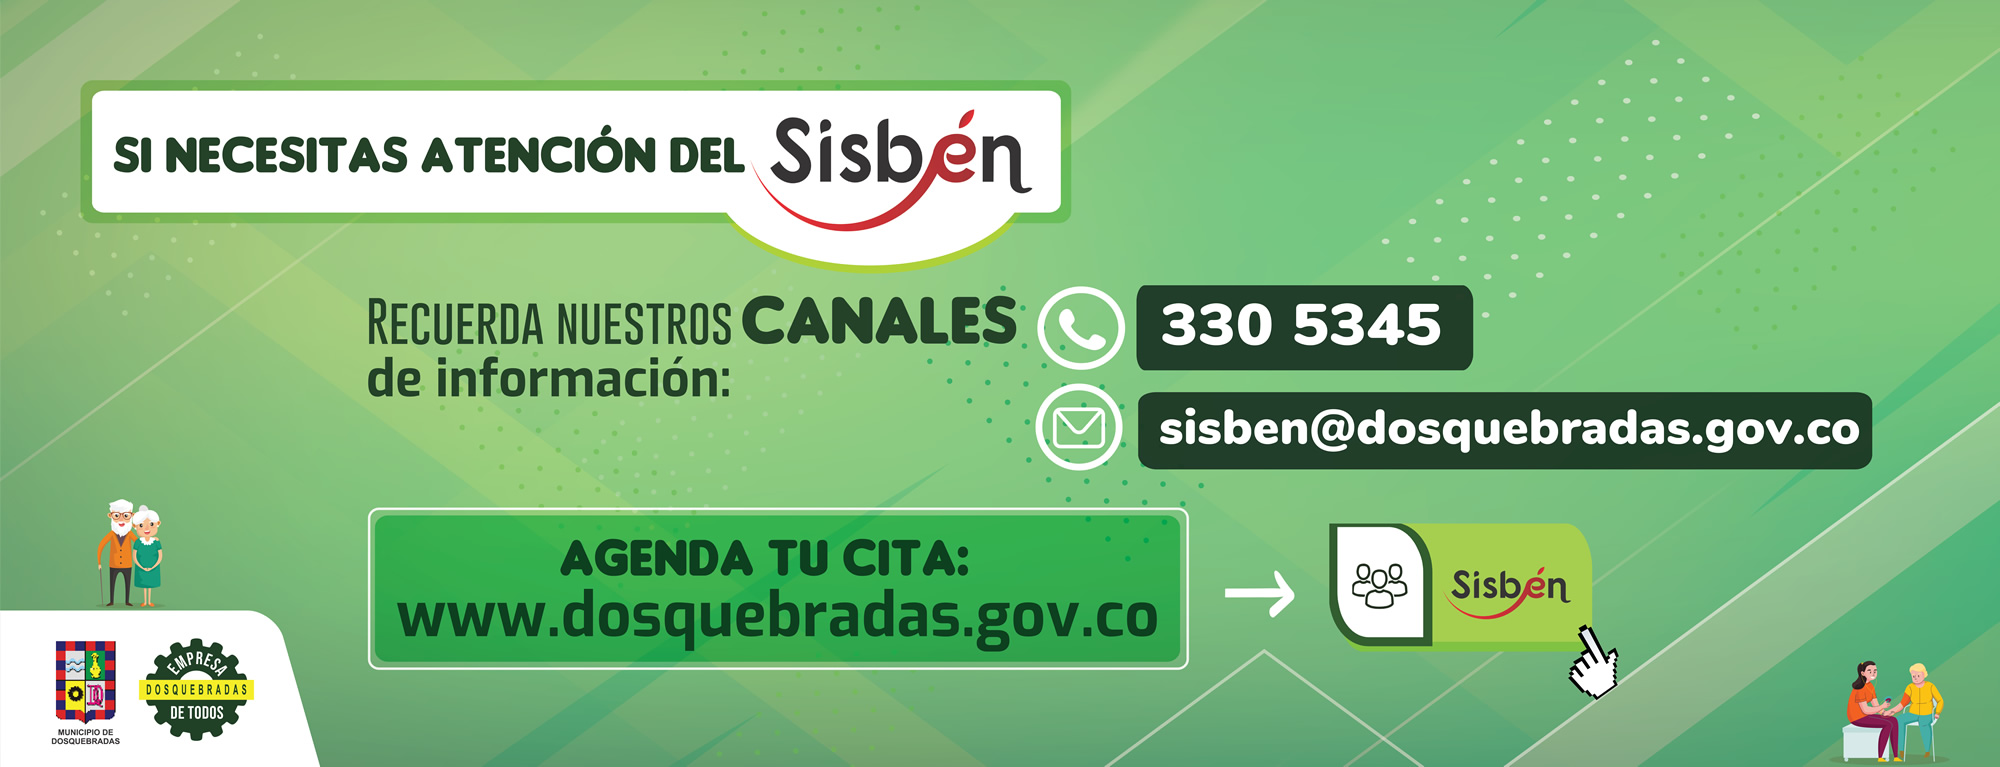 SI NECESITAS ATENCIÓN DEL Sisbén
RECUERDA NUESTROS CANALES
de información:
330 5345
sisben@dosquebradas.gov.co
AGENDA TU CITA:
www.dosquebradas.gov.co
Sisbén
MUNICIPIO DE
DOSQUEBRADAS
EMPRESA
DOSQUEBRADAS
DE TODOS